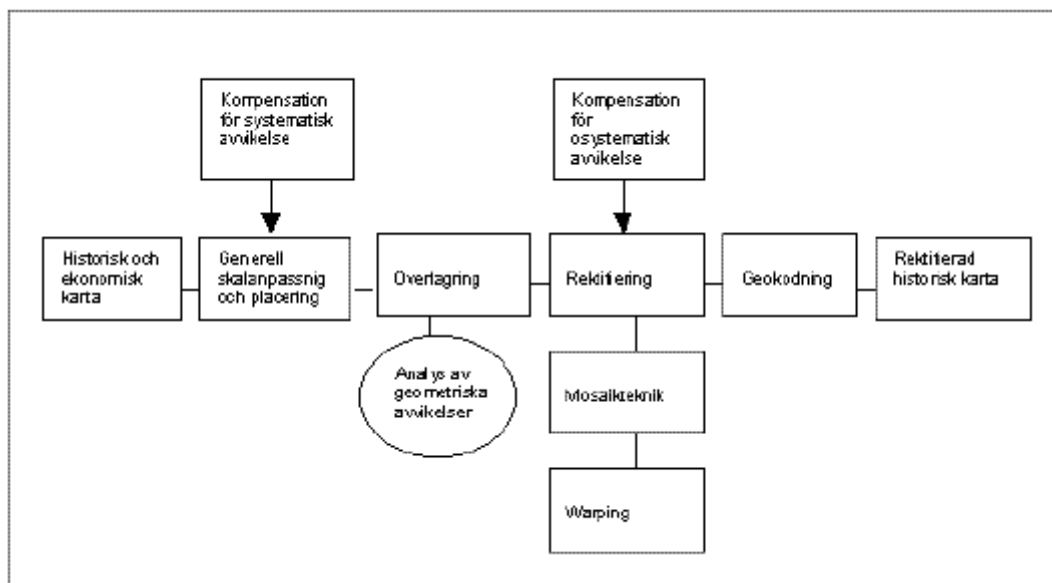 Kompensation
för systematisk
avvikelse
Kompensation
för
osystematisk
avvikelse
Historisk och
ekonomisk
karta
Generell
skalanpassnig
och placering
Överlagring
Rektifiering
Geokodning
Rektifierad
historisk karta
Analys av
geometriska
avvikelser
Mosaikteknik
Warping